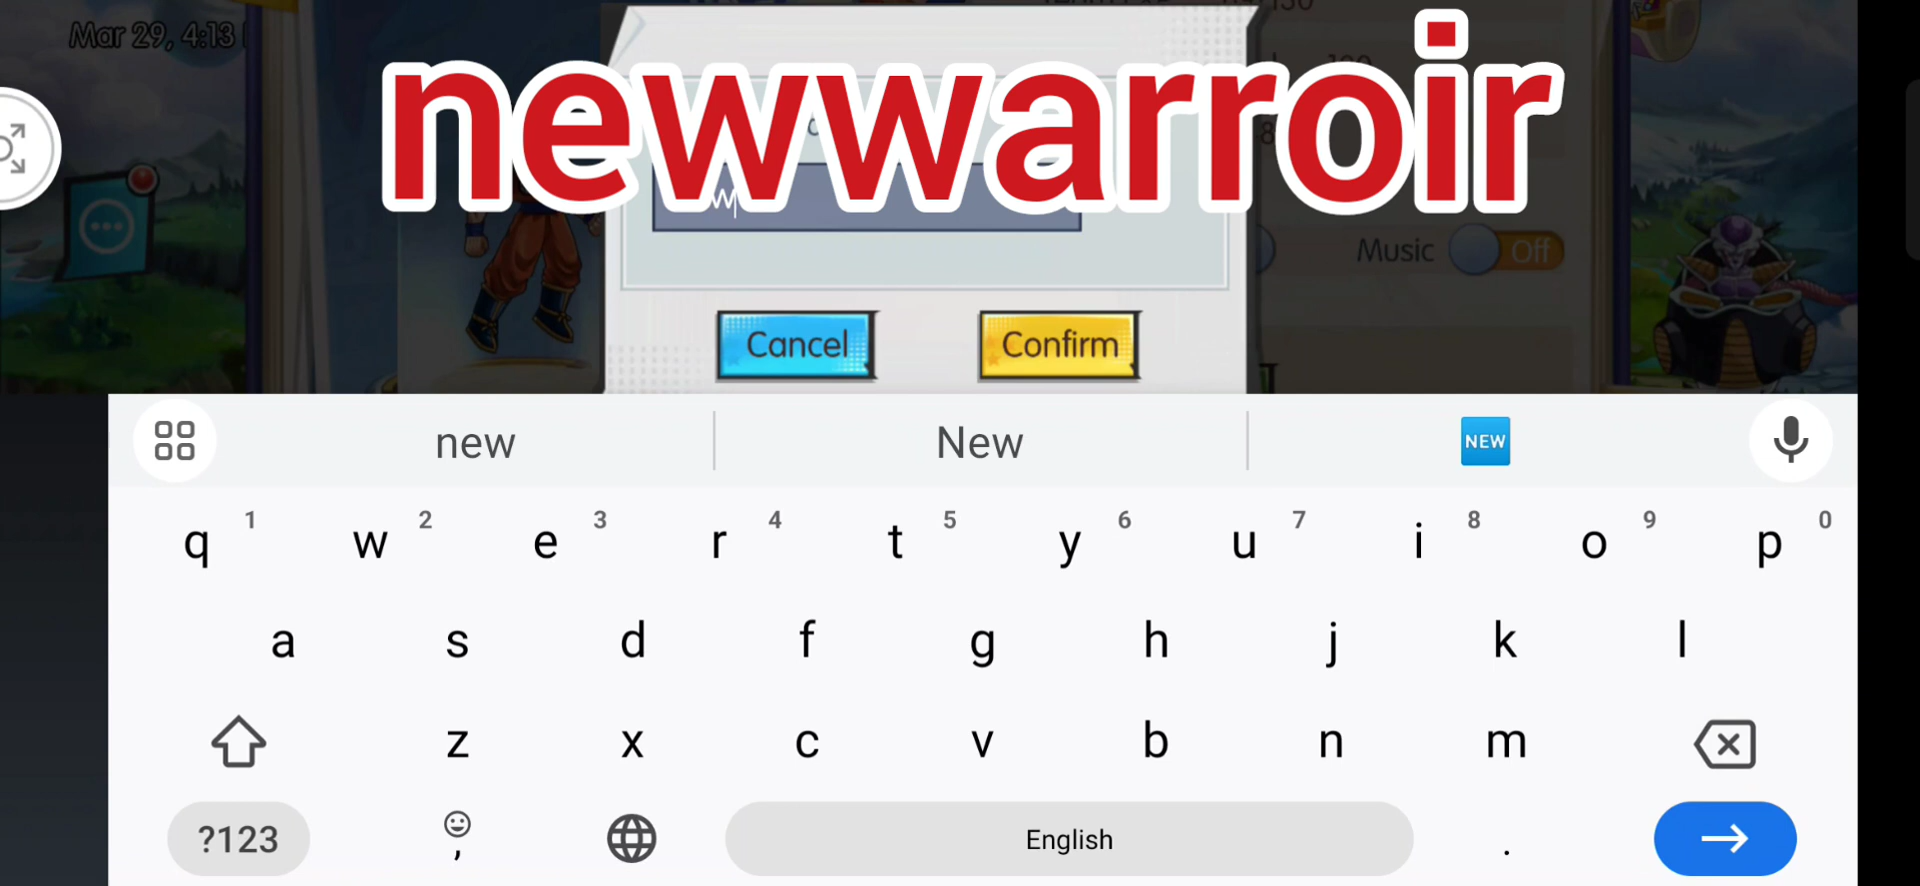 Mar 29, 4:13
newwarroir
Music Off
Cancel Confirm
new New NEW
q 1 w 2 e 3 r 4 t 5 y 6 u 7 i 8 o 9 p 0
a s d f g h j k l
z x c v b n m
?123 , English .